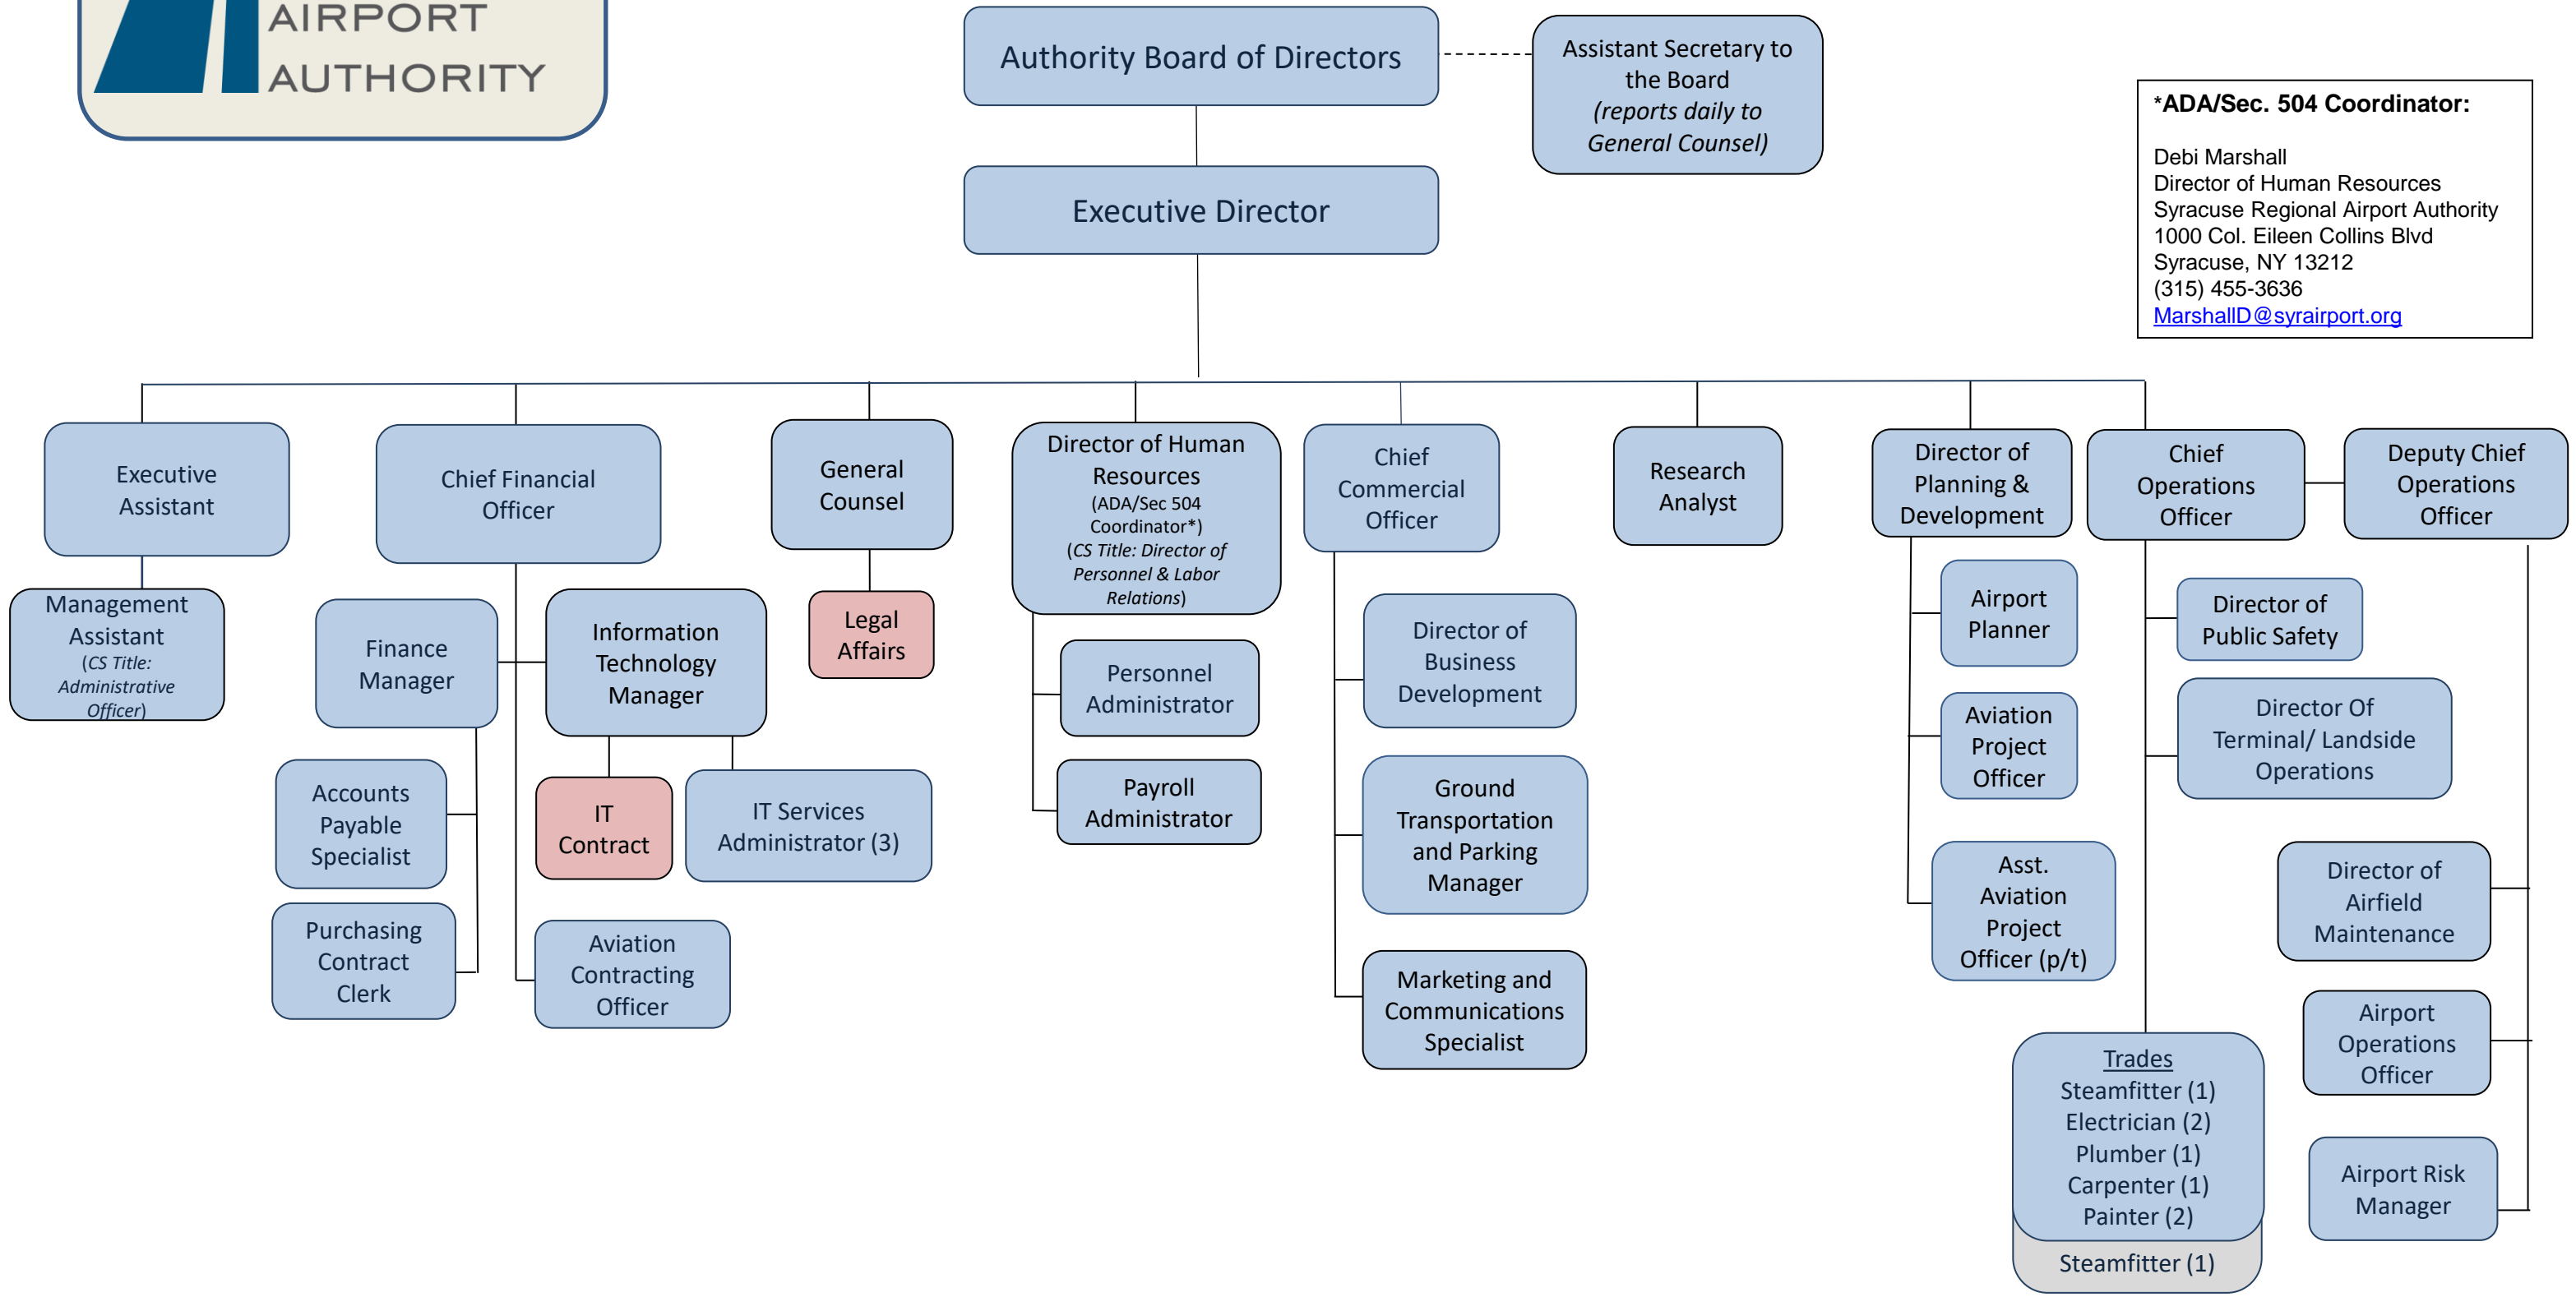 AIRPORT
AUTHORITY
Authority Board of Directors
Assistant Secretary to
the Board
(reports daily to
General Counsel)
*ADA/Sec. 504 Coordinator:
Debi Marshall
Director of Human Resources
Syracuse Regional Airport Authority
1000 Col. Eileen Collins Blvd
Syracuse, NY 13212
(315) 455-3636
MarshallD@syrairport.org
Executive Director
Executive
Assistant
Chief Financial
Officer
General
Counsel
Director of Human
Resources
(ADA/Sec 504
Coordinator*)
(CS Title: Director of
Personnel & Labor
Relations)
Chief
Commercial
Officer
Research
Analyst
Director of
Planning &
Development
Chief
Operations
Officer
Deputy Chief
Operations
Officer
Management
Assistant
(CS Title:
Administrative
Officer)
Finance
Manager
Information
Technology
Manager
Legal
Affairs
Personnel
Administrator
Payroll
Administrator
Accounts
Payable
Specialist
IT
Contract
IT Services
Administrator (3)
Purchasing
Contract
Clerk
Aviation
Contracting
Officer
Director of
Business
Development
Ground
Transportation
and Parking
Manager
Marketing and
Communications
Specialist
Airport
Planner
Aviation
Project
Officer
Asst.
Aviation
Project
Officer (p/t)
Director of
Public Safety
Director Of
Terminal/ Landside
Operations
Director of
Airfield
Maintenance
Airport
Operations
Officer
Airport Risk
Manager
Trades
Steamfitter (1)
Electrician (2)
Plumber (1)
Carpenter (1)
Painter (2)
Steamfitter (1)